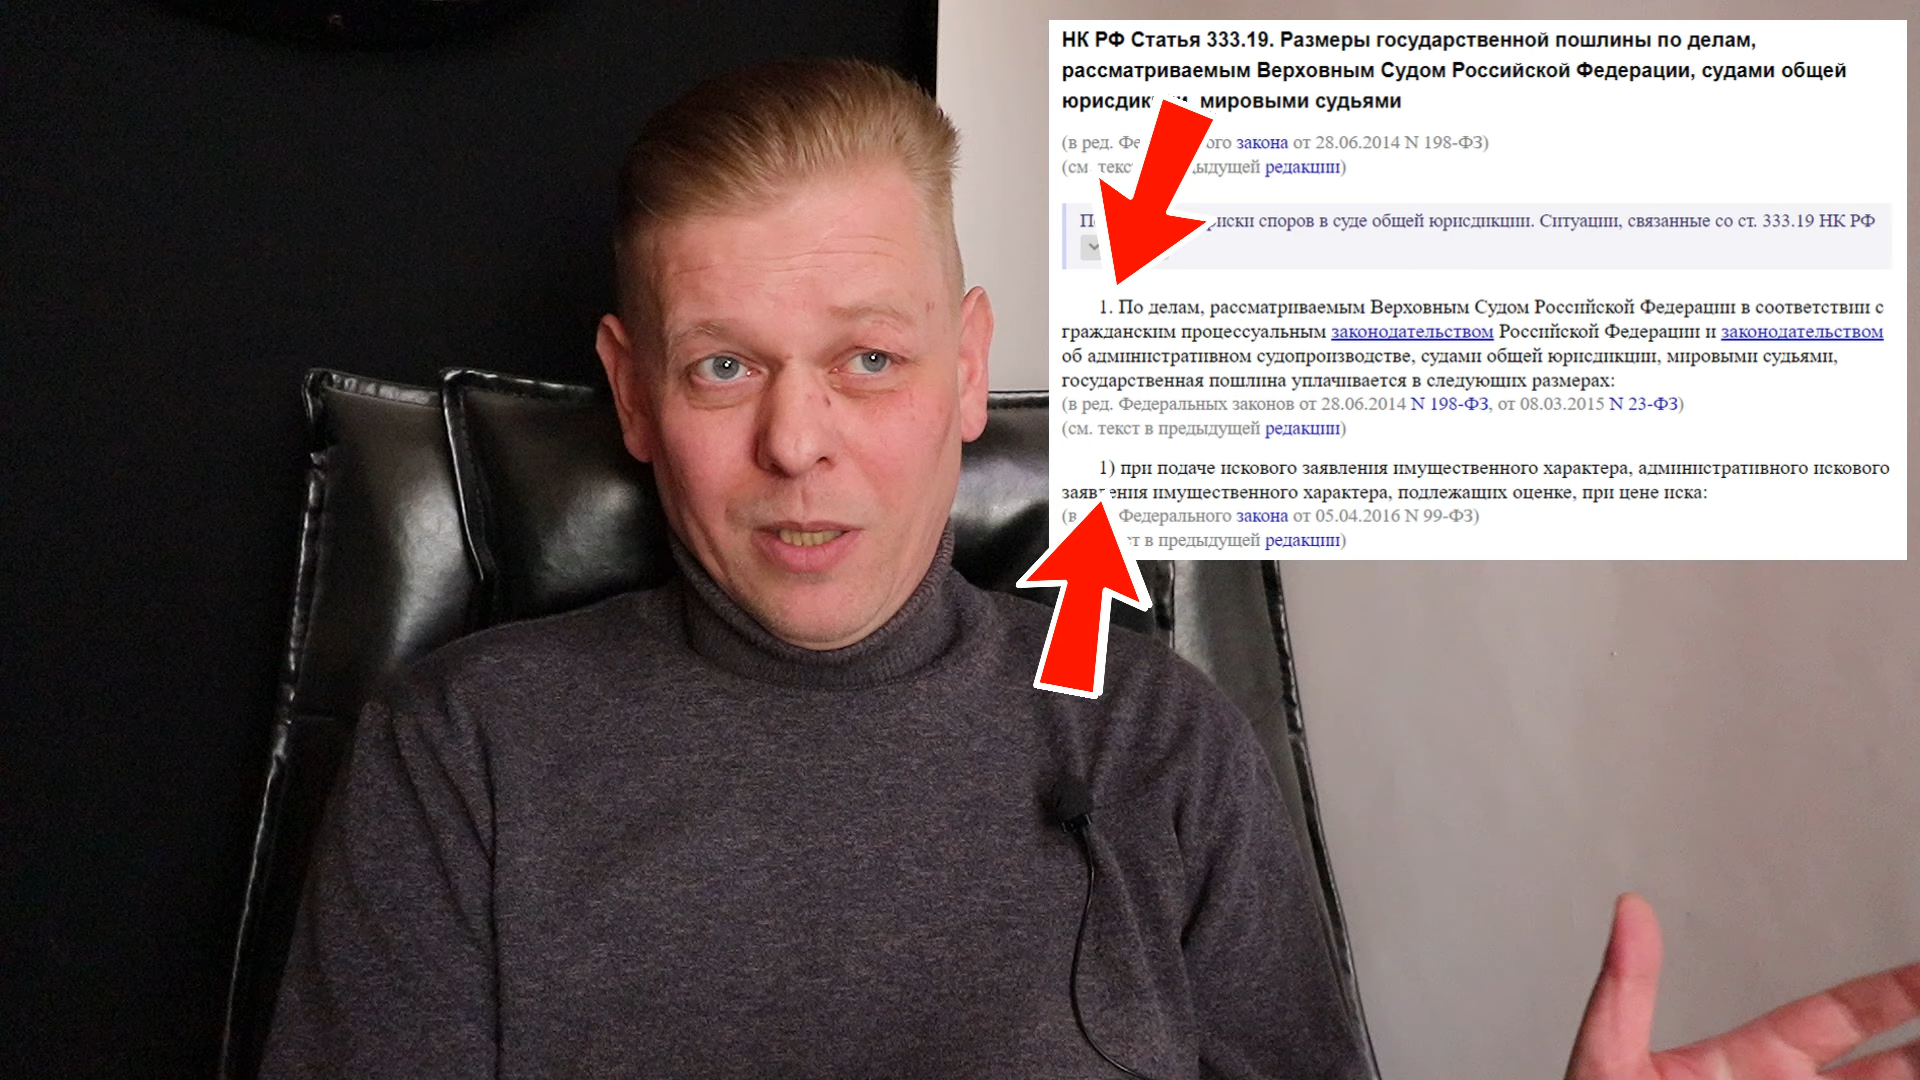 НК РФ Статья 333.19. Размеры государственной пошлины по делам,
рассматриваемым Верховным Судом Российской Федерации, судами общей
мировыми судьями
(в ред. закона от 28.06.2014 N 198-ФЗ)
(см редакции)
споров в суде общей юрисдикции. Ситуации, связанные со ст. 333.19 НК РФ
1. По делам, рассматриваемым Верховным Судом Российской Федерации в соответствии с
гражданским процессуальным законодательством Российской Федерации и законодательством
об административном судопроизводстве, судами общей юрисдикции, мировыми судьями,
государственная пошлина уплачивается в следующих размерах:
(в ред. Федеральных законов от 28.06.2014 N 198-ФЗ, от 08.03.2015 N 23-ФЗ)
(см. текст в предыдущей редакции)
1) при подаче искового заявления имущественного характера, административного искового
заявления имущественного характера, подлежащих оценке, при цене иска:
(в Федерального закона от 05.04.2016 N 99-ФЗ)
в предыдущей редакции)